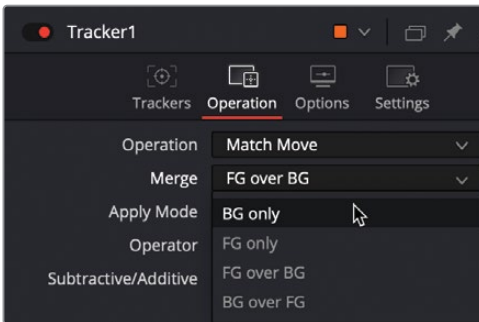 Tracker1
Trackers Operation Options Settings
Operation Match Move
Merge FG over BG
Apply Mode BG only
Operator FG only
Subtractive/Additive FG over BG
BG over FG